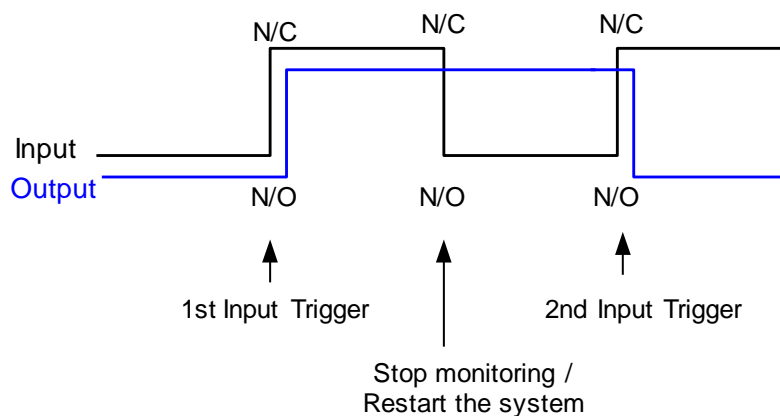 N/C N/C N/C
Input
Output
N/O N/O N/O
1st Input Trigger 2nd Input Trigger
Stop monitoring /
Restart the system